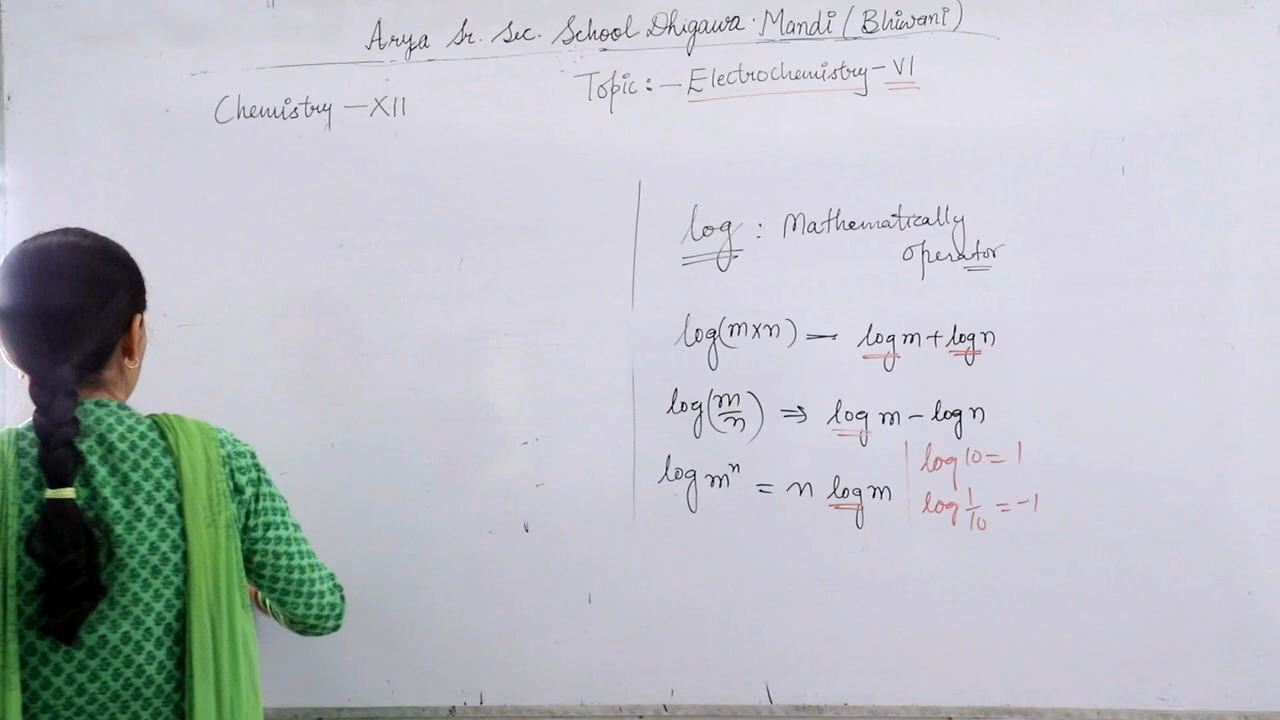 Arya Sr. Sec. School Dhigawa. Mandi (Bhiwani)
Topic:- Electrochemistry-VI
Chemistry-XII
log : Mathematically
operator
log(m×n) = log m + log n
log(m/n) ⇒ log m - log n
log mⁿ = n log m
log 10 = 1
log 1/10 = -1